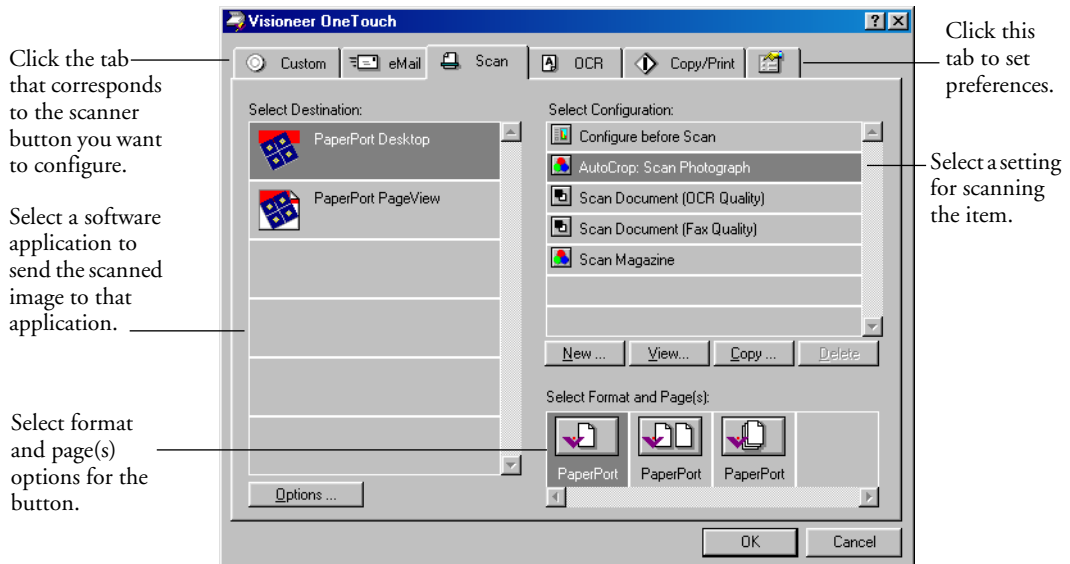 Visioneer OneTouch
Click the tab
that corresponds
to the scanner
button you want
to configure.
Custom
eMail
Scan
OCR
Copy/Print
Click this
tab to set
preferences.
Select Destination:
PaperPort Desktop
PaperPort PageView
Select a software
application to
send the scanned
image to that
application.
Select Configuration:
Configure before Scan
AutoCrop: Scan Photograph
Scan Document (OCR Quality)
Scan Document (Fax Quality)
Scan Magazine
Select a setting
for scanning
the item.
New ...
View...
Copy ...
Delete
Select format
and page(s)
options for the
button.
Select Format and Page(s):
PaperPort
PaperPort
PaperPort
Options ...
OK
Cancel